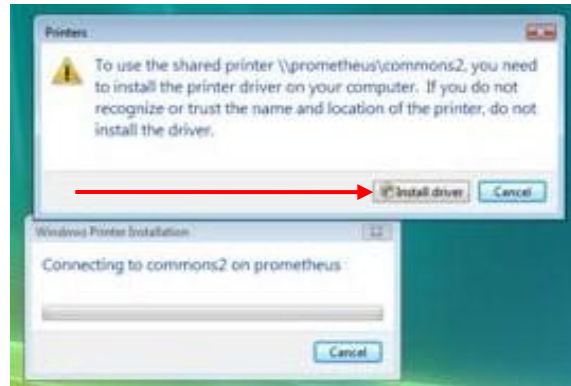 Printers
To use the shared printer \\prometheus\commons2, you need
to install the printer driver on your computer. If you do not
recognize or trust the name and location of the printer, do not
install the driver.
Install driver
Cancel
Windows Printer Installation
Connecting to commons2 on prometheus
Cancel